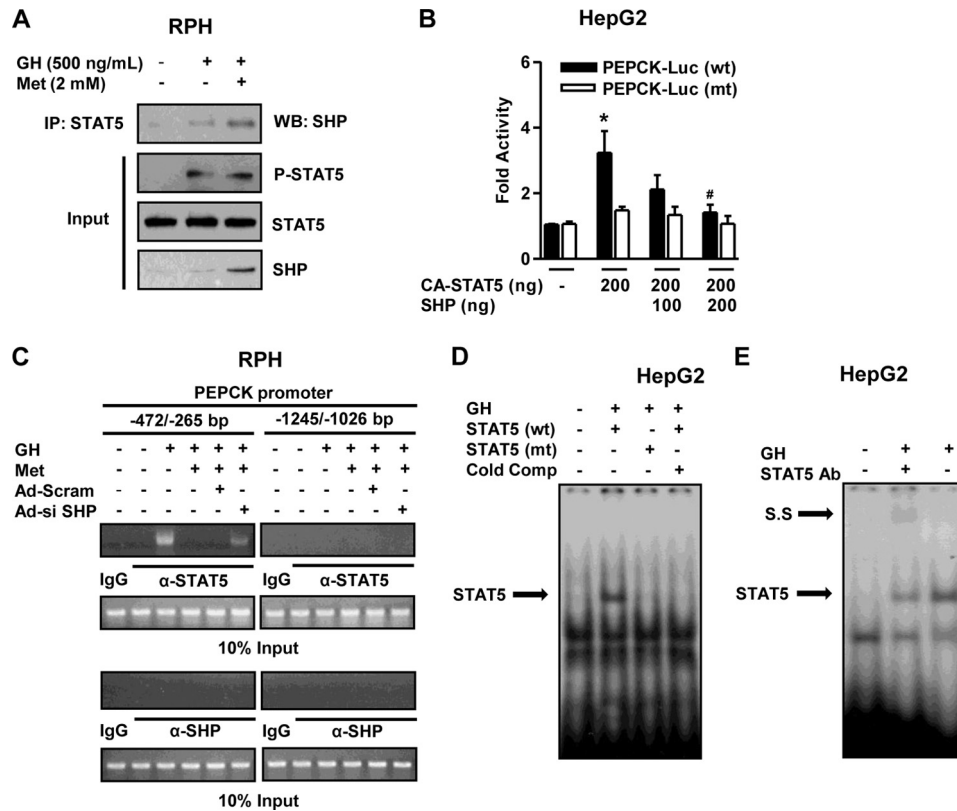 A
RPH
GH (500 ng/mL) - + +
Met (2 mM) - - +
IP: STAT5
WB: SHP
P-STAT5
Input
STAT5
SHP
B
HepG2
PEPCK-Luc (wt)
PEPCK-Luc (mt)
Fold Activity
6
4
2
0
*
#
CA-STAT5 (ng) - 200 200 200
SHP (ng) 100 200
C
RPH
PEPCK promoter
-472/-265 bp -1245/-1026 bp
GH - - + + + + - - + + + +
Met - - - + + + - - - + + +
Ad-Scram - - - - + - - - - - + -
Ad-si SHP - - - - - + - - - - - +
IgG α-STAT5 IgG α-STAT5
10% Input
IgG α-SHP IgG α-SHP
10% Input
D
HepG2
GH - + + +
STAT5 (wt) - + - +
STAT5 (mt) - - + -
Cold Comp - - - +
STAT5
E
HepG2
GH - + +
STAT5 Ab - + -
S.S
STAT5